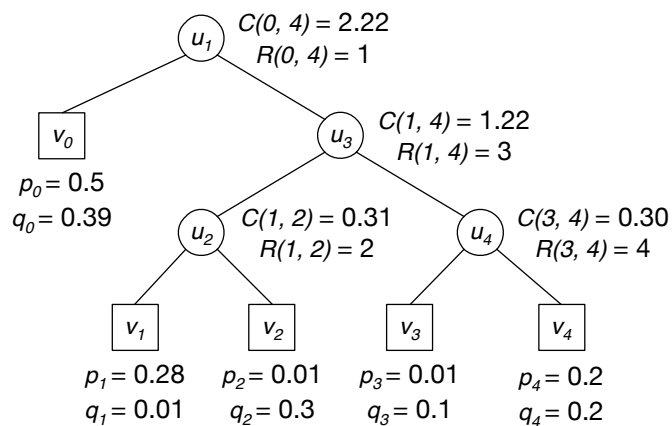 u1 C(0, 4) = 2.22
R(0, 4) = 1
v0 u3 C(1, 4) = 1.22
R(1, 4) = 3
p0 = 0.5
q0 = 0.39
u2 C(1, 2) = 0.31 u4 C(3, 4) = 0.30
R(1, 2) = 2 R(3, 4) = 4
v1 v2 v3 v4
p1 = 0.28 p2 = 0.01 p3 = 0.01 p4 = 0.2
q1 = 0.01 q2 = 0.3 q3 = 0.1 q4 = 0.2